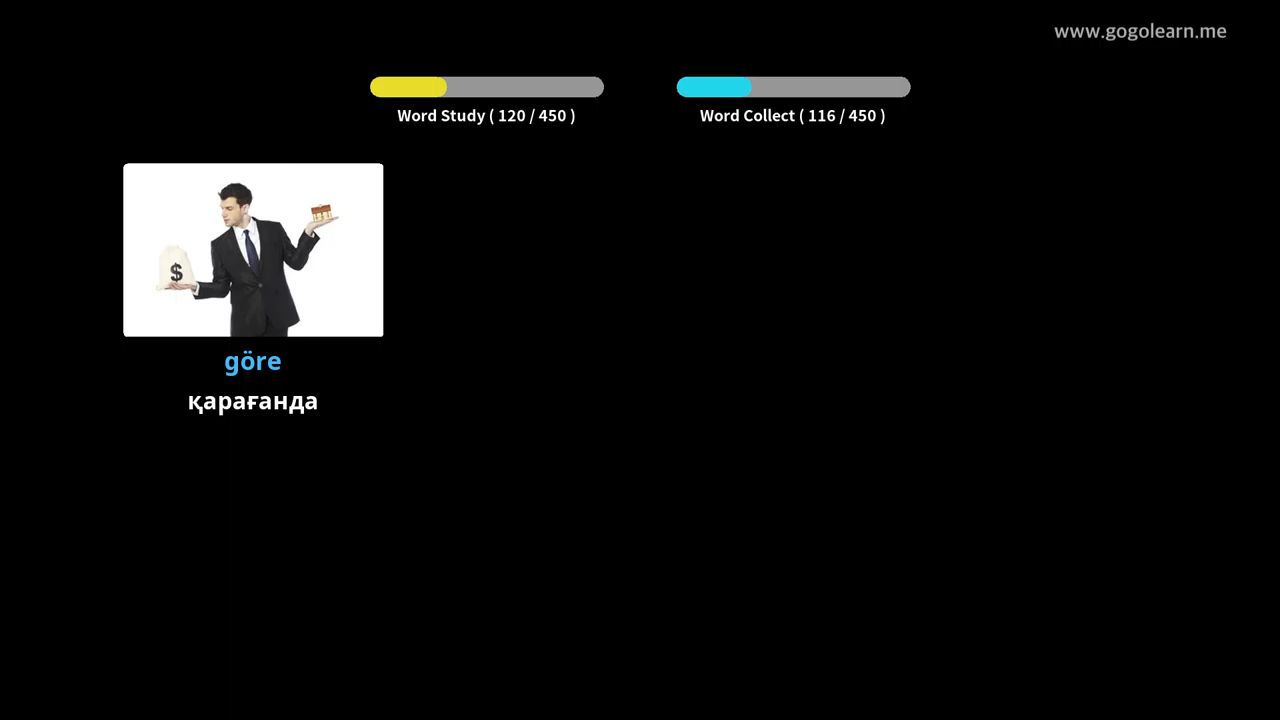 www.gogolearn.me
Word Study ( 120 / 450 )
Word Collect ( 116 / 450 )
$
göre
қарағанда